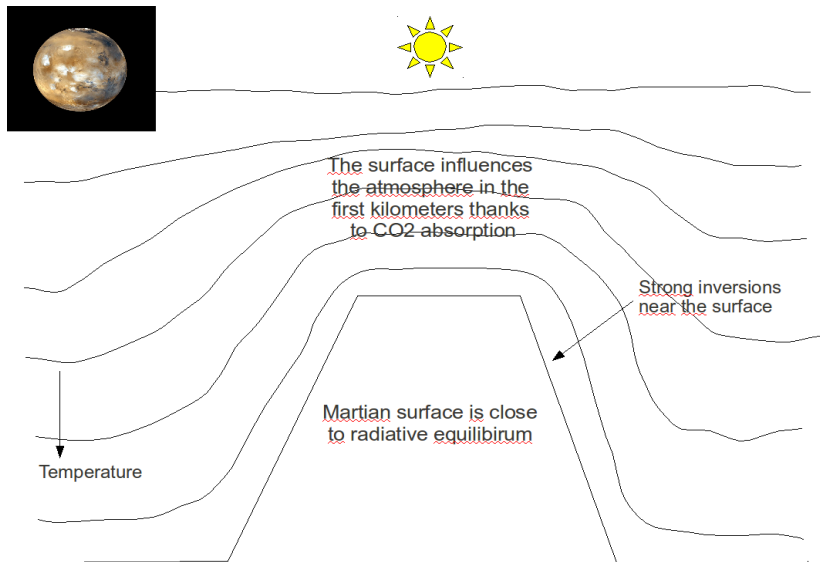 The surface influences
the atmosphere in the
first kilometers thanks
to CO2 absorption
Strong inversions
near the surface
Martian surface is close
to radiative equilibirum
Temperature